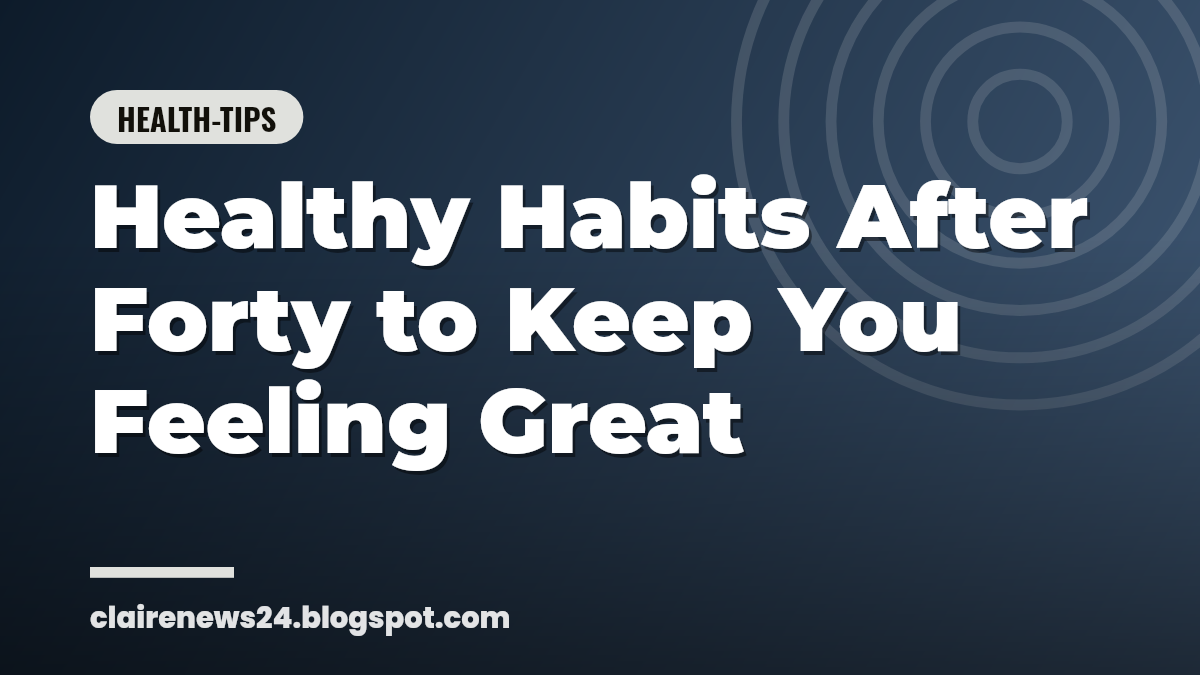 HEALTH-TIPS
Healthy Habits After
Forty to Keep You
Feeling Great
clairenews24.blogspot.com